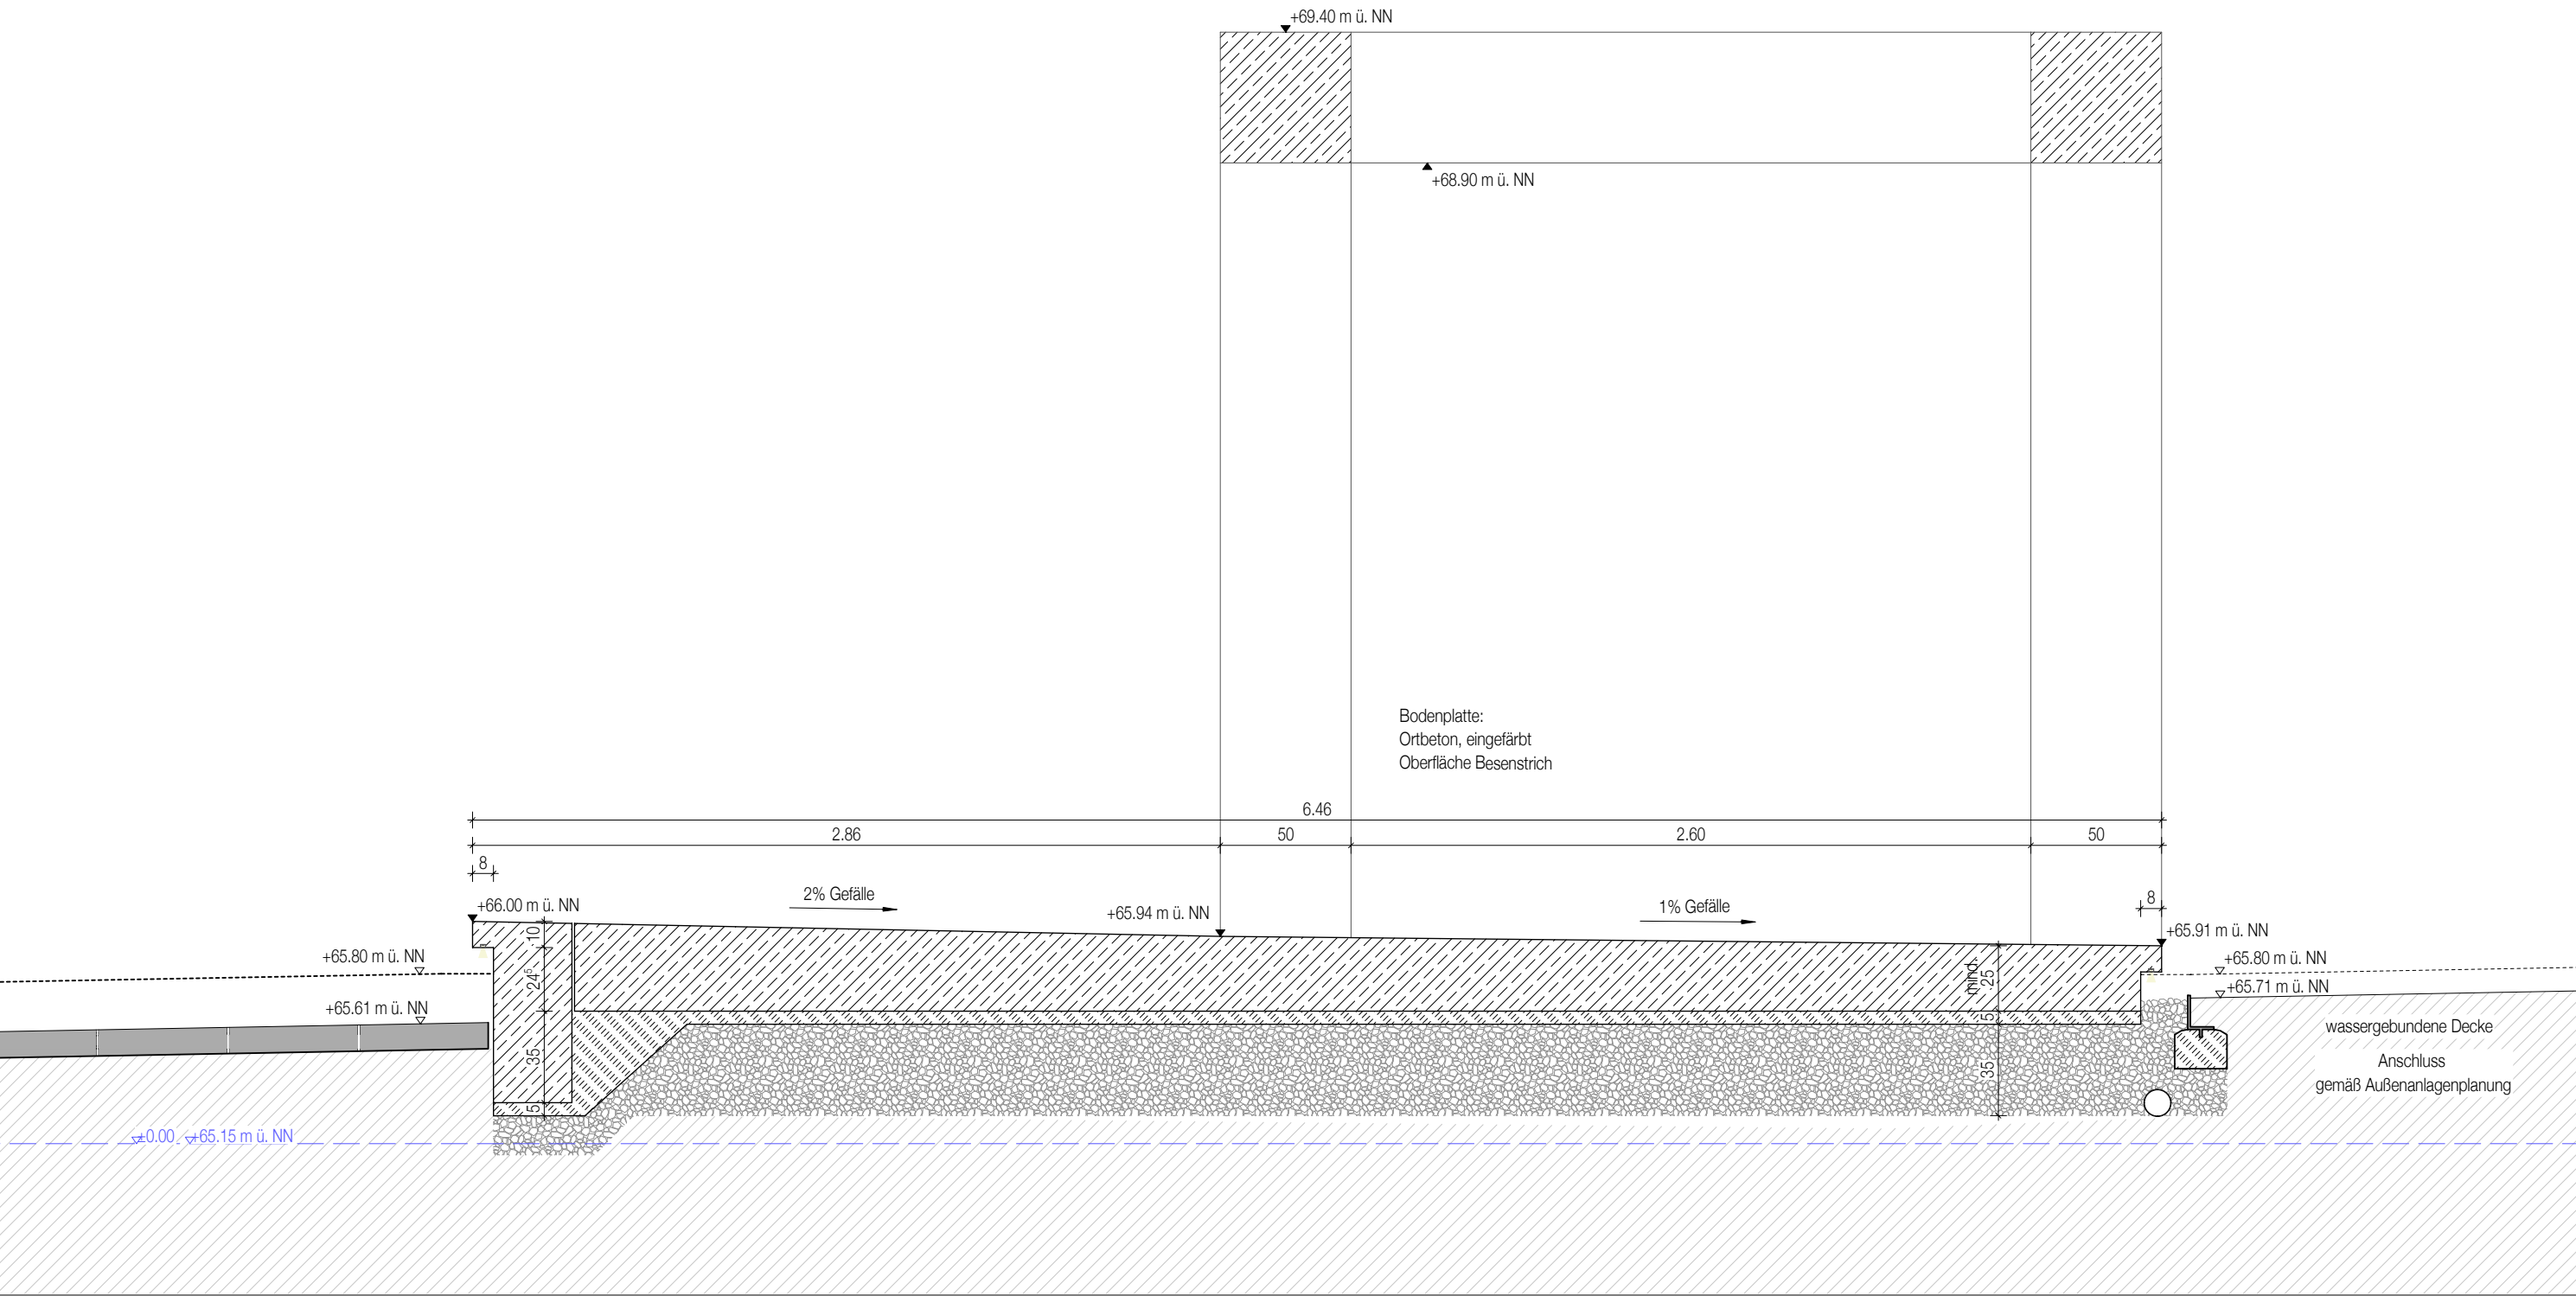 +69.40 m ü. NN
+68.90 m ü. NN
Bodenplatte:
Ortbeton, eingefärbt
Oberfläche Besenstrich
6.46
2.86
50
2.60
50
8
2% Gefälle
1% Gefälle
8
+66.00 m ü. NN
+65.94 m ü. NN
+65.91 m ü. NN
10
+65.80 m ü. NN
+65.80 m ü. NN
24⁵
mind.
25
+65.71 m ü. NN
+65.61 m ü. NN
5
wassergebundene Decke
35
35
Anschluss
gemäß Außenanlagenplanung
5
±0.00 +65.15 m ü. NN